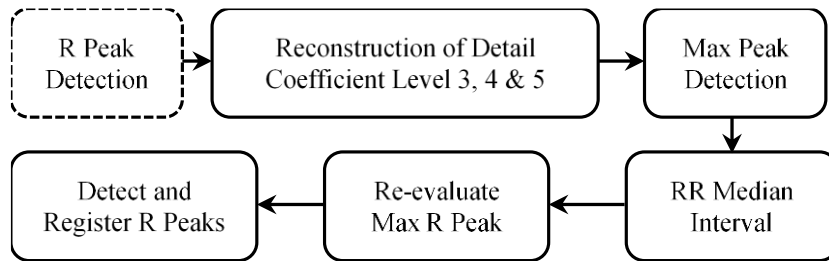 R Peak
Detection
Reconstruction of Detail
Coefficient Level 3, 4 & 5
Max Peak
Detection
RR Median
Interval
Re-evaluate
Max R Peak
Detect and
Register R Peaks